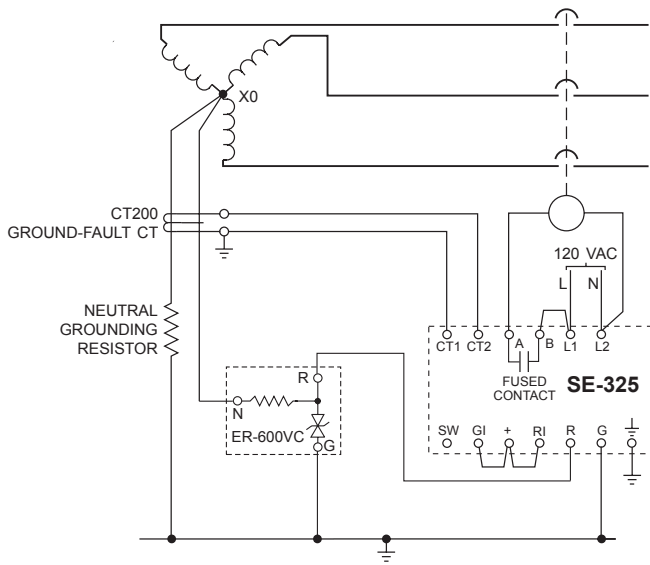 X0
CT200
GROUND-FAULT CT
120 VAC
L N
NEUTRAL
GROUNDING
RESISTOR
CT1 CT2 A B L1 L2
FUSED
CONTACT
SE-325
R
N
ER-600VC
G
SW GI + RI R G